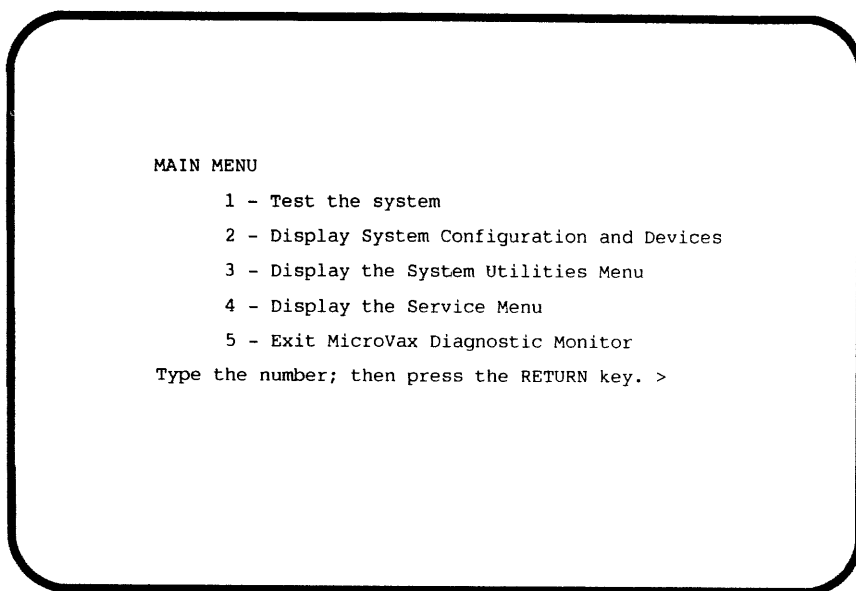 MAIN MENU
1 - Test the system
2 - Display System Configuration and Devices
3 - Display the System Utilities Menu
4 - Display the Service Menu
5 - Exit MicroVax Diagnostic Monitor
Type the number; then press the RETURN key. >